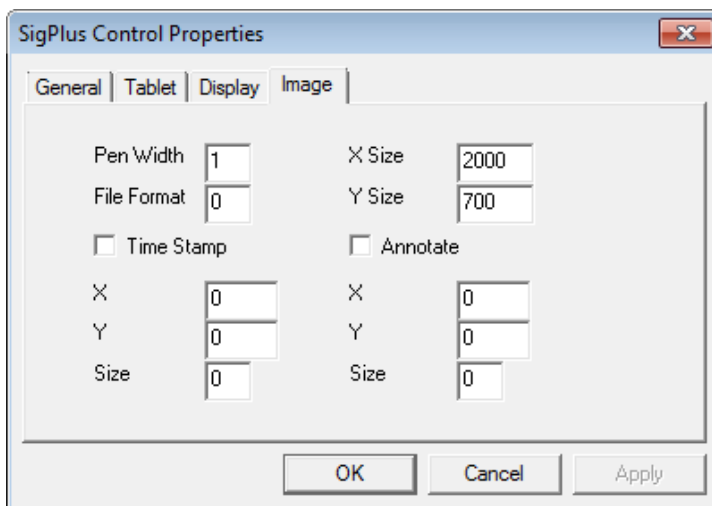 SigPlus Control Properties
General Tablet Display Image
Pen Width 1 X Size 2000
File Format 0 Y Size 700
Time Stamp Annotate
X 0 X 0
Y 0 Y 0
Size 0 Size 0
OK Cancel Apply